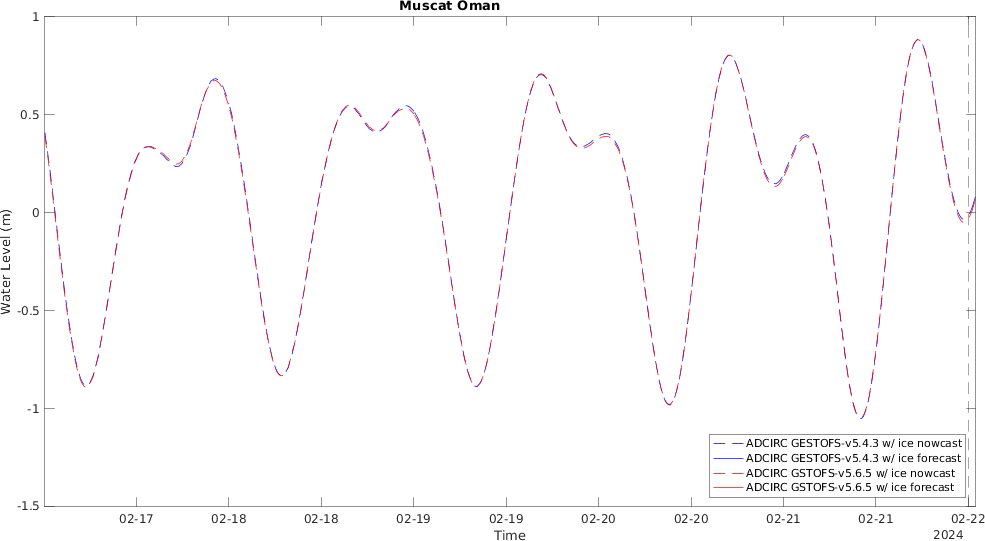 Muscat Oman
1
0.5
0
-0.5
-1
-1.5
Water Level (m)
ADCIRC GESTOFS-v5.4.3 w/ ice nowcast
ADCIRC GESTOFS-v5.4.3 w/ ice forecast
ADCIRC GSTOFS-v5.6.5 w/ ice nowcast
ADCIRC GSTOFS-v5.6.5 w/ ice forecast
02-17 02-18 02-18 02-19 02-19 02-20 02-20 02-21 02-21 02-22
2024
Time